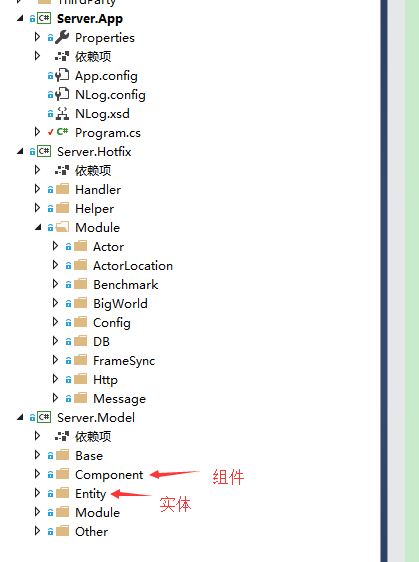 ThirdParty
Server.App
Properties
依赖项
App.config
NLog.config
NLog.xsd
Program.cs
Server.Hotfix
依赖项
Handler
Helper
Module
Actor
ActorLocation
Benchmark
BigWorld
Config
DB
FrameSync
Http
Message
Server.Model
依赖项
Base
Component 组件
Entity 实体
Module
Other